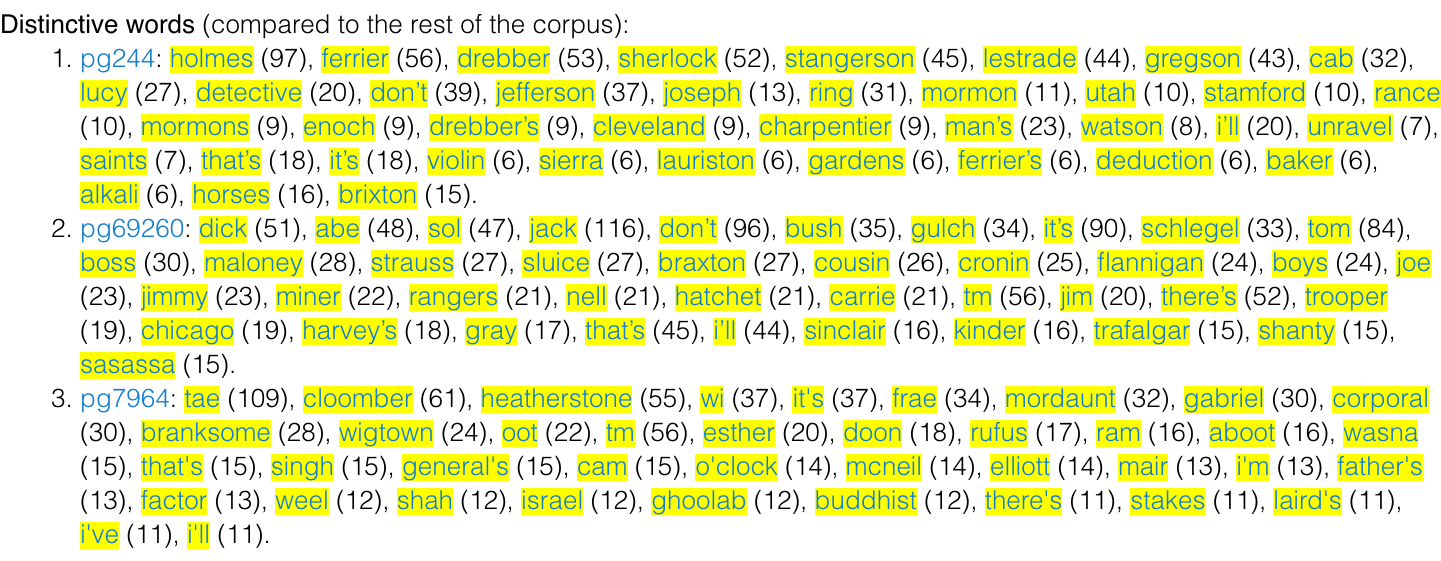 Distinctive words (compared to the rest of the corpus):
1. pg244: holmes (97), ferrier (56), drebber (53), sherlock (52), stangerson (45), lestrade (44), gregson (43), cab (32),
lucy (27), detective (20), don’t (39), jefferson (37), joseph (13), ring (31), mormon (11), utah (10), stamford (10), rance
(10), mormons (9), enoch (9), drebber’s (9), cleveland (9), charpentier (9), man’s (23), watson (8), i’ll (20), unravel (7),
saints (7), that’s (18), it’s (18), violin (6), sierra (6), lauriston (6), gardens (6), ferrier’s (6), deduction (6), baker (6),
alkali (6), horses (16), brixton (15).
2. pg69260: dick (51), abe (48), sol (47), jack (116), don’t (96), bush (35), gulch (34), it’s (90), schlegel (33), tom (84),
boss (30), maloney (28), strauss (27), sluice (27), braxton (27), cousin (26), cronin (25), flannigan (24), boys (24), joe
(23), jimmy (23), miner (22), rangers (21), nell (21), hatchet (21), carrie (21), tm (56), jim (20), there’s (52), trooper
(19), chicago (19), harvey’s (18), gray (17), that’s (45), i’ll (44), sinclair (16), kinder (16), trafalgar (15), shanty (15),
sasassa (15).
3. pg7964: tae (109), cloomber (61), heatherstone (55), wi (37), it's (37), frae (34), mordaunt (32), gabriel (30), corporal
(30), branksome (28), wigtown (24), oot (22), tm (56), esther (20), doon (18), rufus (17), ram (16), aboot (16), wasna
(15), that's (15), singh (15), general's (15), cam (15), o'clock (14), mcneil (14), elliott (14), mair (13), i'm (13), father's
(13), factor (13), weel (12), shah (12), israel (12), ghoolab (12), buddhist (12), there's (11), stakes (11), laird's (11),
i've (11), i'll (11).